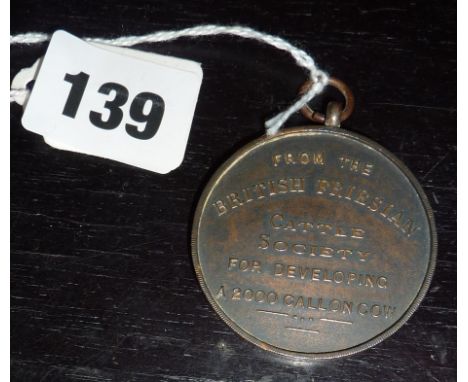 139
FROM THE
BRITISH FRIESIAN
CATTLE
SOCIETY
FOR DEVELOPING
A 2000 GALLON COW